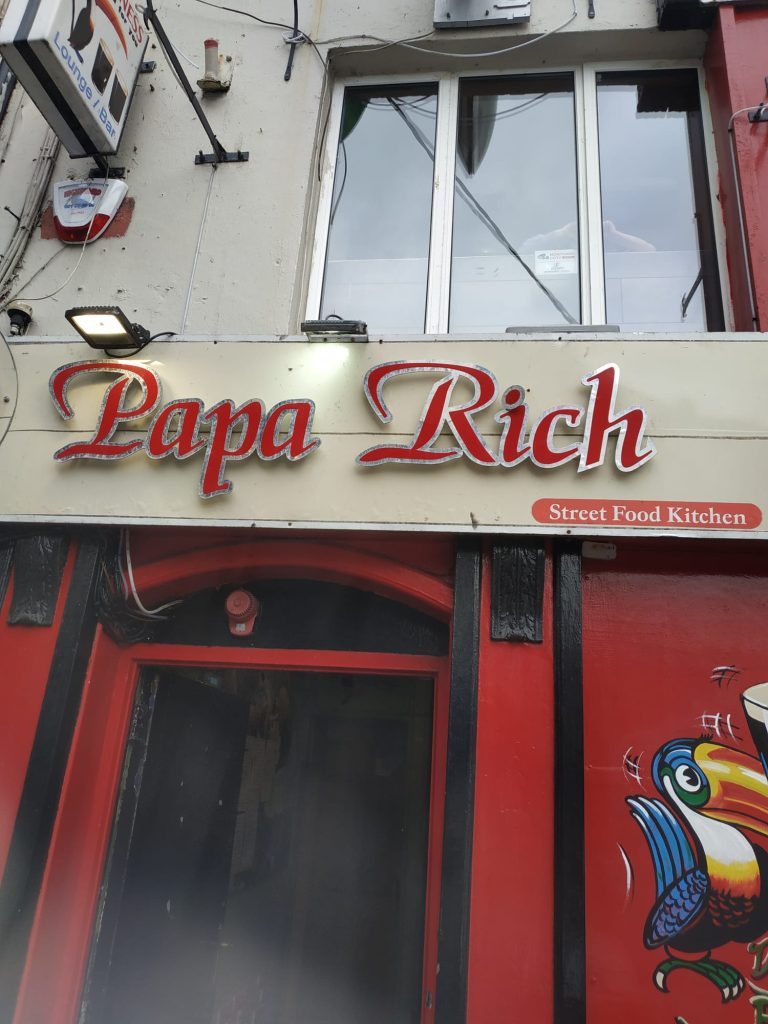 Lounge / Bar
Papa Rich
Street Food Kitchen